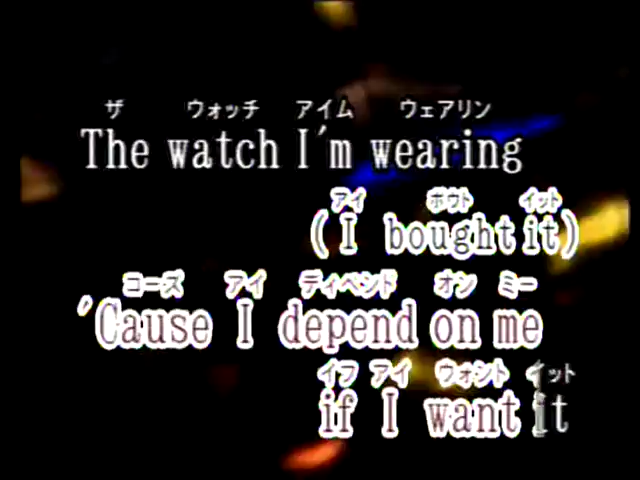 ザ ウォッチ アイム ウェアリン
The watch I'm wearing
アイ ボウト イット
(I bought it)
コーズ アイ ディペンド オン ミー
'Cause I depend on me
イフ アイ ウォント イット
if I want it